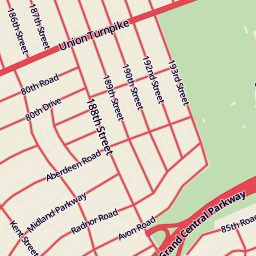 186th Street
187th Street
Union Turnpike
80th Road
80th Drive
188th Street
189th Street
190th Street
192nd Street
193rd Street
Aberdeen Road
Midland Parkway
Kent Street
Radnor Road
Avon Road
Grand Central Parkway
85th Road